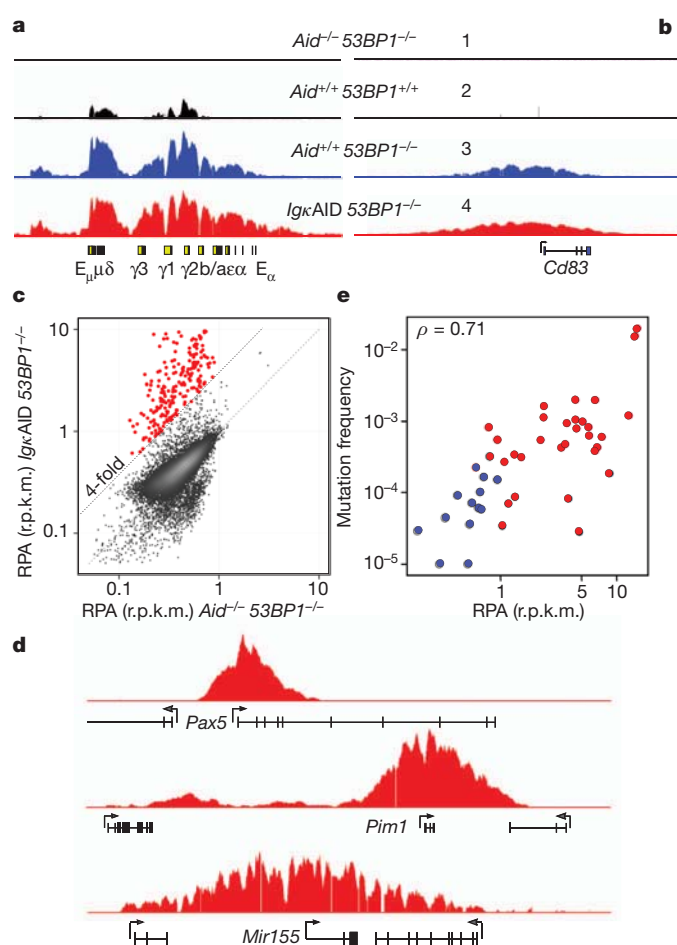 a
b
Aid⁻/⁻ 53BP1⁻/⁻ 1
Aid⁺/⁺ 53BP1⁺/⁺ 2
Aid⁺/⁺ 53BP1⁻/⁻ 3
IgκAID 53BP1⁻/⁻ 4
Eμμδ γ3 γ1 γ2b/aεα Eα
Cd83
c
RPA (r.p.k.m.) IgκAID 53BP1⁻/⁻
10
1
0.1
4-fold
0.1 1 10
RPA (r.p.k.m.) Aid⁻/⁻ 53BP1⁻/⁻
e
ρ = 0.71
Mutation frequency
10⁻²
10⁻³
10⁻⁴
10⁻⁵
1 5 10
RPA (r.p.k.m.)
d
Pax5
Pim1
Mir155